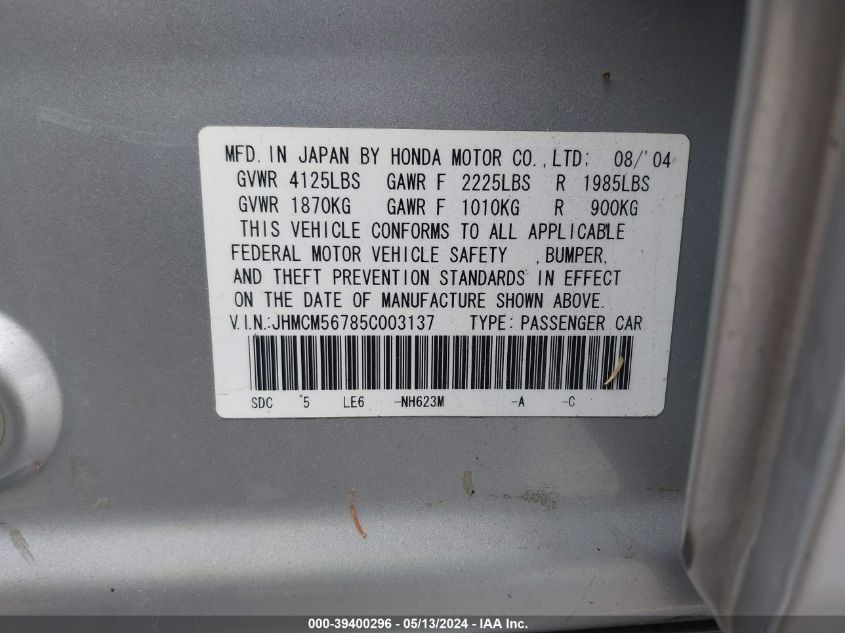 MFD. IN JAPAN BY HONDA MOTOR CO., LTD; 08/'04
GVWR 4125LBS GAWR F 2225LBS R 1985LBS
GVWR 1870KG GAWR F 1010KG R 900KG
THIS VEHICLE CONFORMS TO ALL APPLICABLE
FEDERAL MOTOR VEHICLE SAFETY , BUMPER,
AND THEFT PREVENTION STANDARDS IN EFFECT
ON THE DATE OF MANUFACTURE SHOWN ABOVE.
V.I.N.:JHMCM56785C003137 TYPE: PASSENGER CAR
SDC '5 LE6 -NH623M -A -C
000-39400296 - 05/13/2024 - IAA Inc.